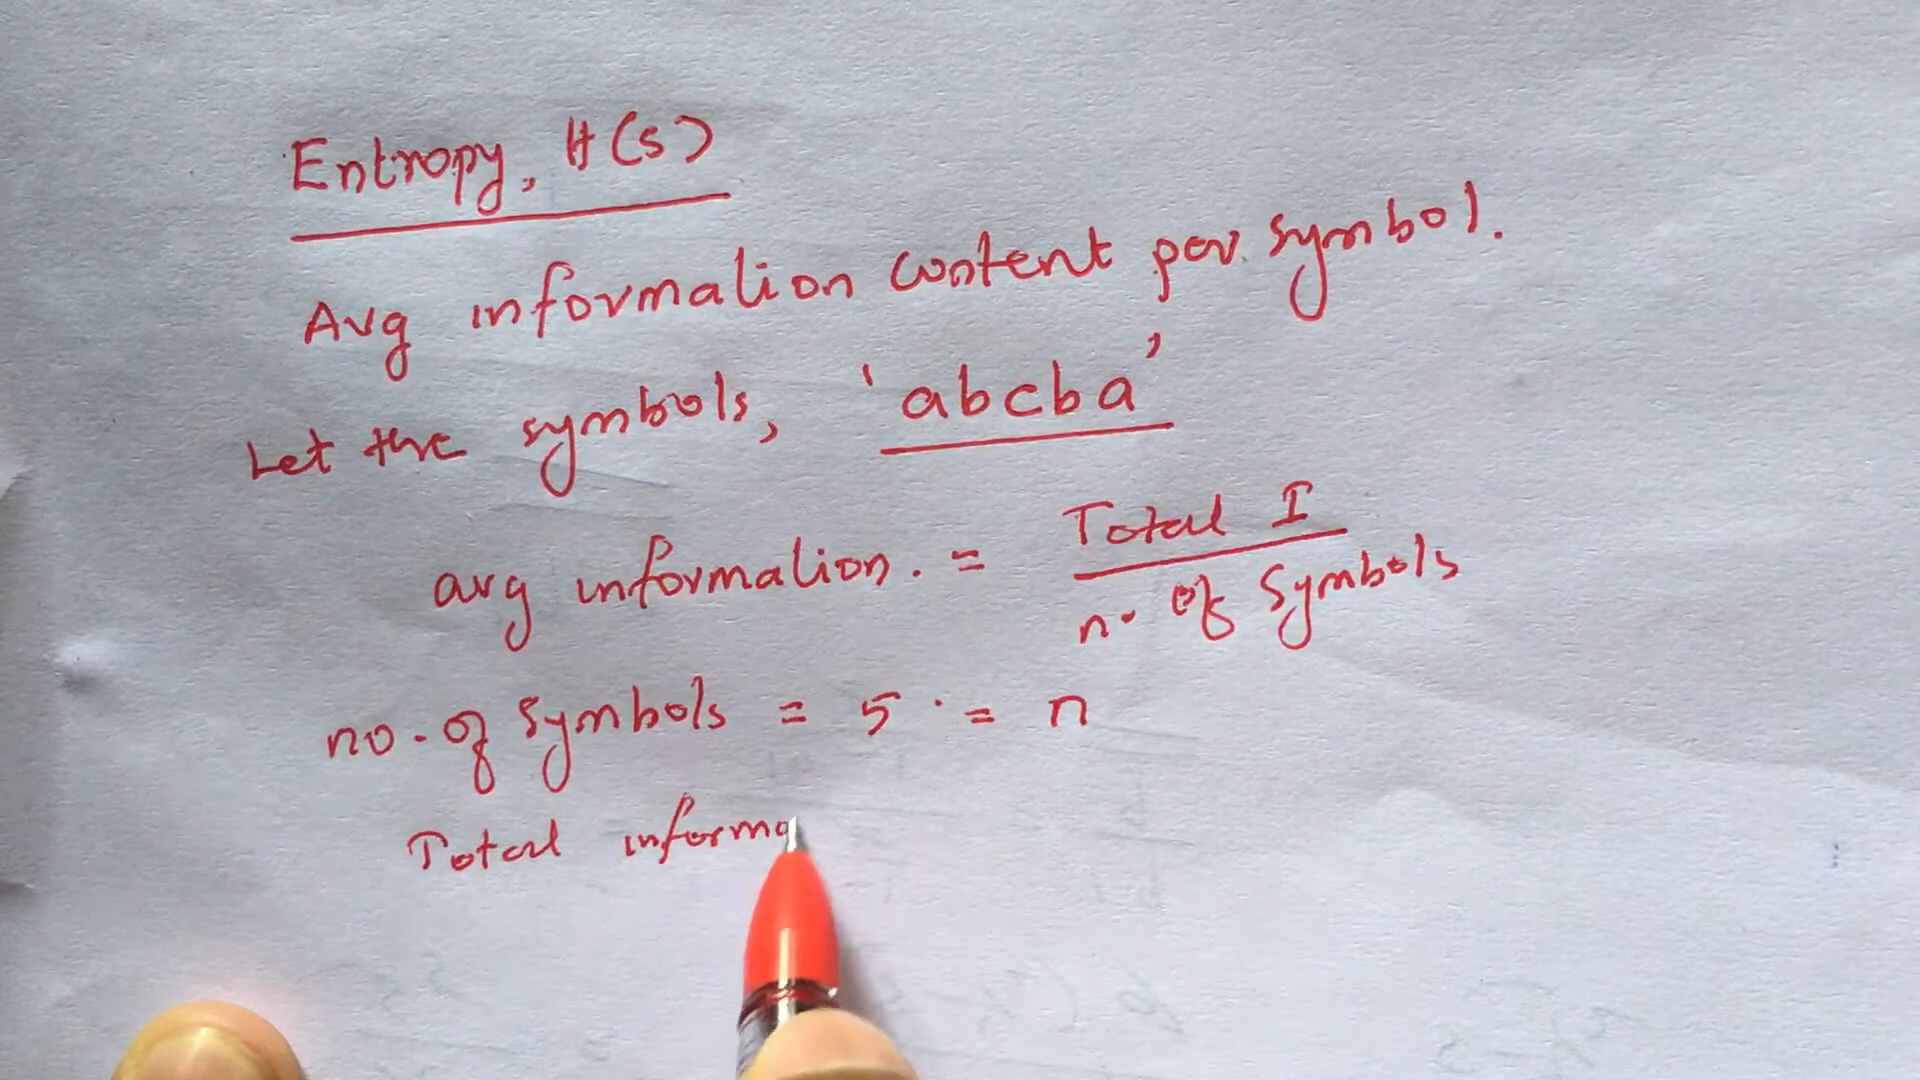 Entropy, H(s)
Avg information content per symbol.
Let the symbols, 'abcba'
avg information. = Total I
no. of symbols
no. of symbols = 5 . = n
Total informa